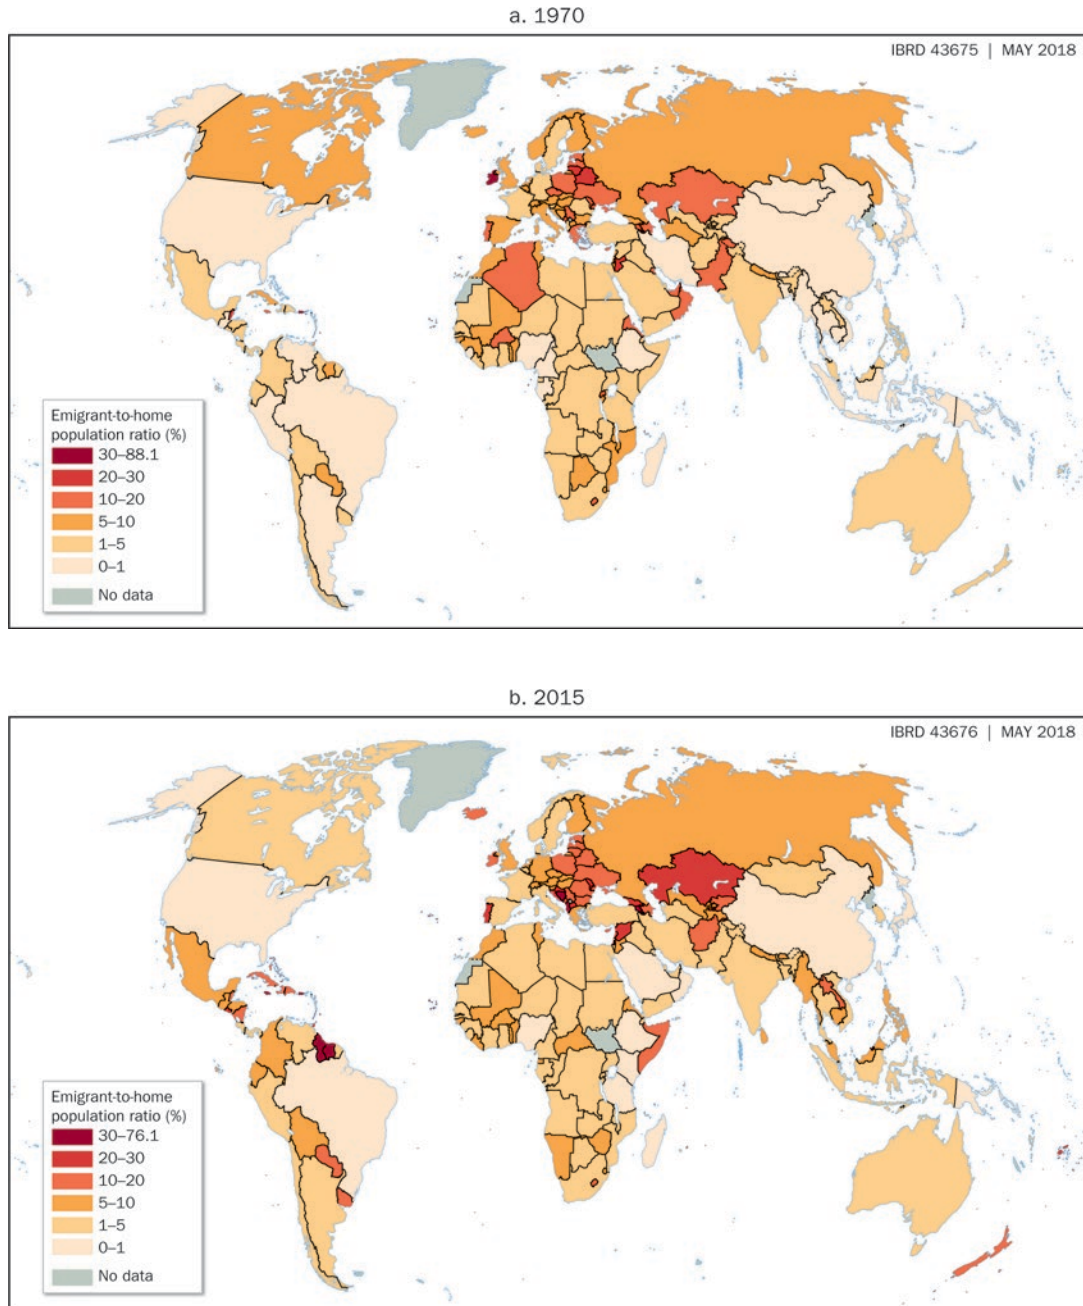 a. 1970
IBRD 43675 | MAY 2018
Emigrant-to-home
population ratio (%)
30–88.1
20–30
10–20
5–10
1–5
0–1
No data
b. 2015
IBRD 43676 | MAY 2018
Emigrant-to-home
population ratio (%)
30–76.1
20–30
10–20
5–10
1–5
0–1
No data